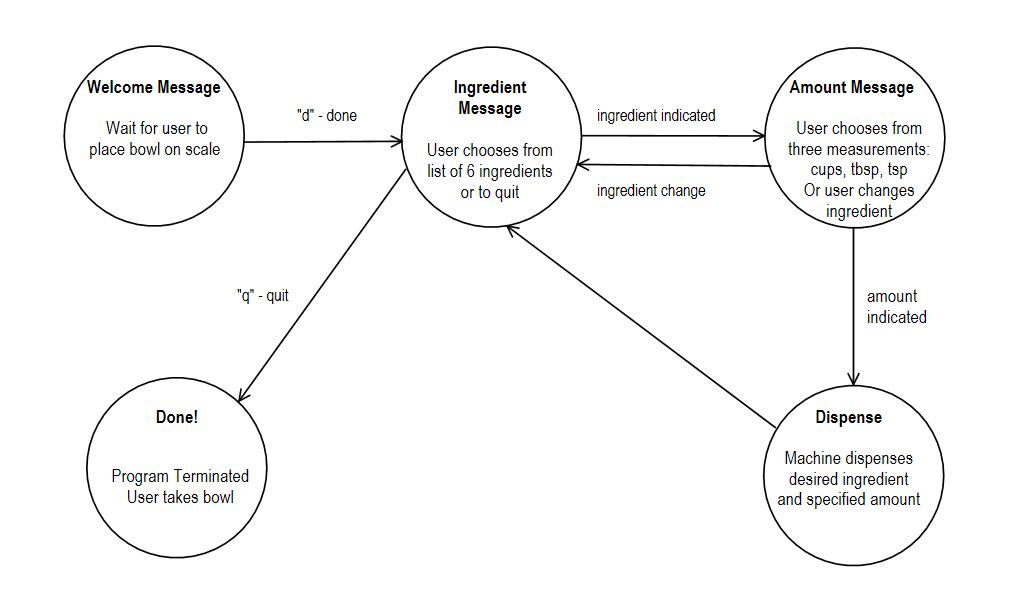 Welcome Message
Wait for user to
place bowl on scale
"d" - done
Ingredient
Message
User chooses from
list of 6 ingredients
or to quit
ingredient indicated
ingredient change
Amount Message
User chooses from
three measurements:
cups, tbsp, tsp
Or user changes
ingredient
"q" - quit
amount
indicated
Done!
Program Terminated
User takes bowl
Dispense
Machine dispenses
desired ingredient
and specified amount